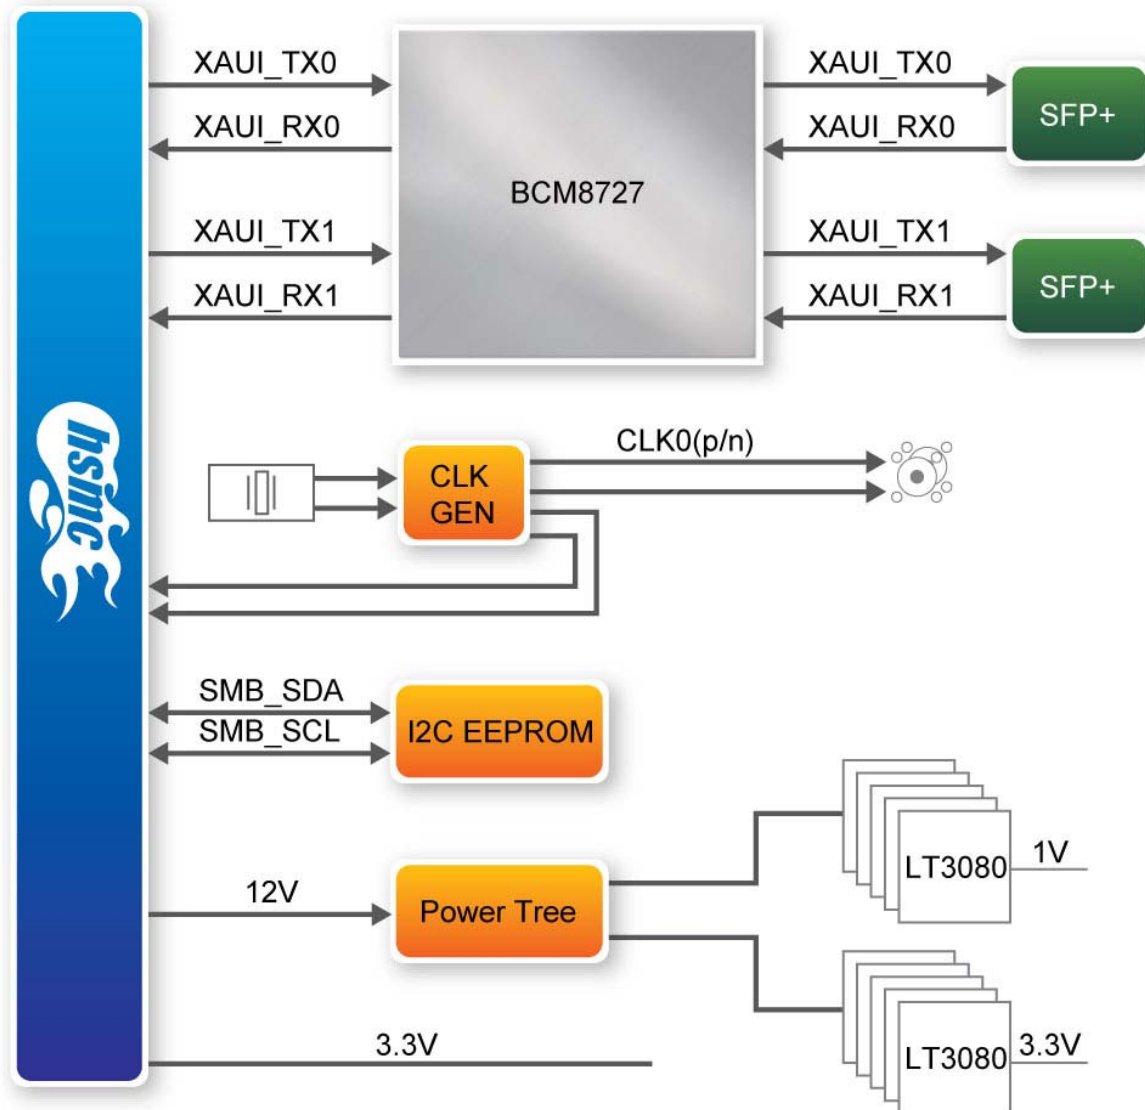 XAUI_TX0
XAUI_RX0
XAUI_TX1
XAUI_RX1
BCM8727
XAUI_TX0
XAUI_RX0
XAUI_TX1
XAUI_RX1
SFP+
SFP+
hsmc
CLK
GEN
CLK0(p/n)
SMB_SDA
SMB_SCL
I2C EEPROM
12V
Power Tree
LT3080
1V
LT3080
3.3V
3.3V